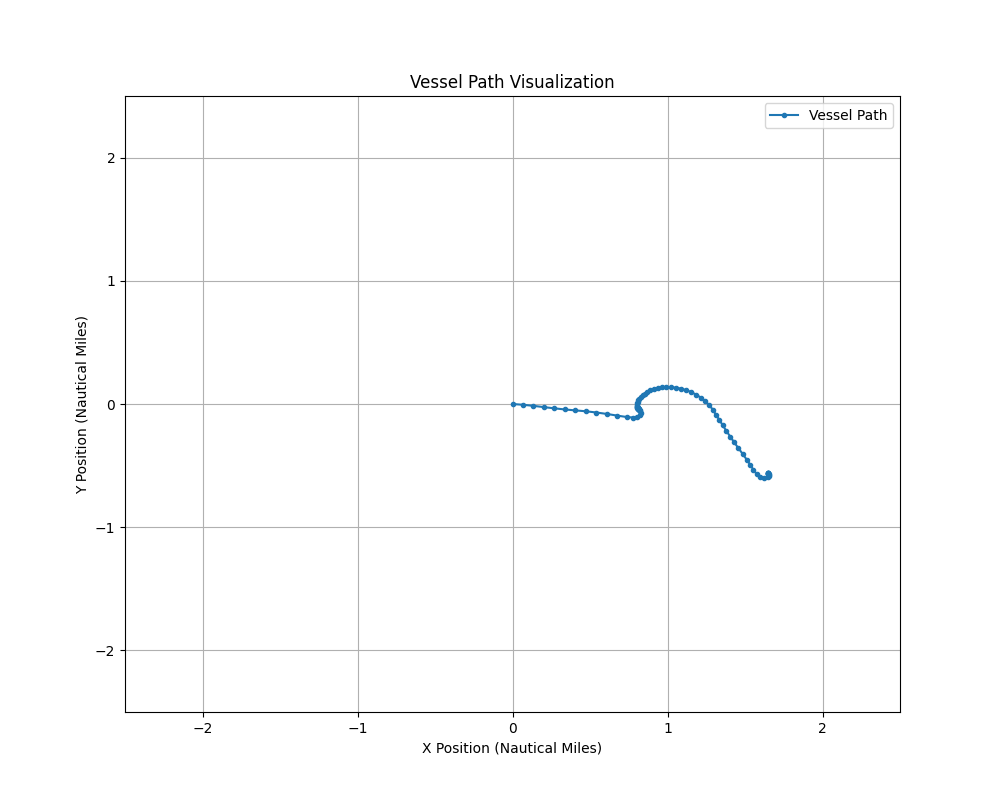 Vessel Path Visualization
Vessel Path
2
1
0
−1
−2
Y Position (Nautical Miles)
−2
−1
0
1
2
X Position (Nautical Miles)